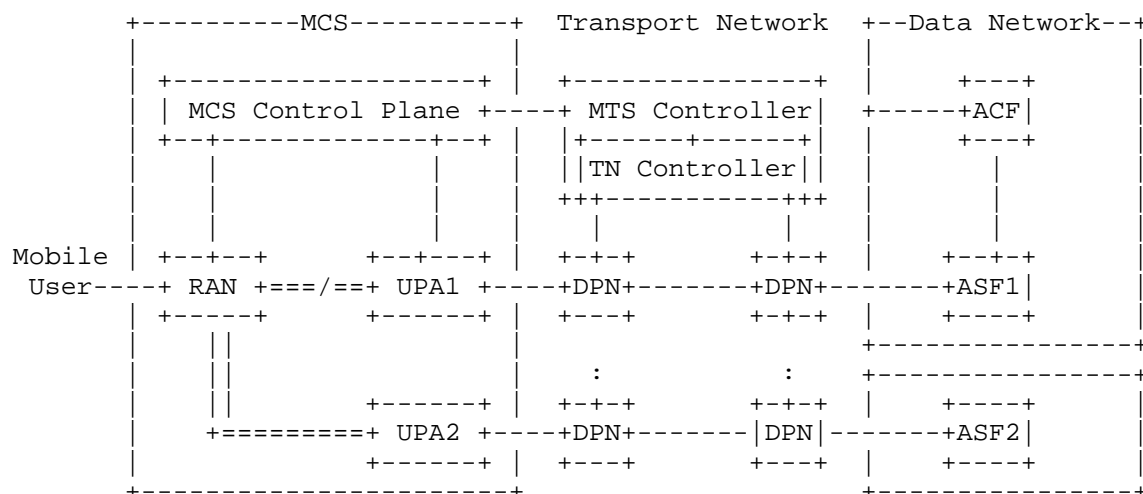 MCS Transport Network Data Network
MCS Control Plane MTS Controller ACF
TN Controller
Mobile
User RAN UPA1 DPN DPN ASF1
: :
UPA2 DPN DPN ASF2